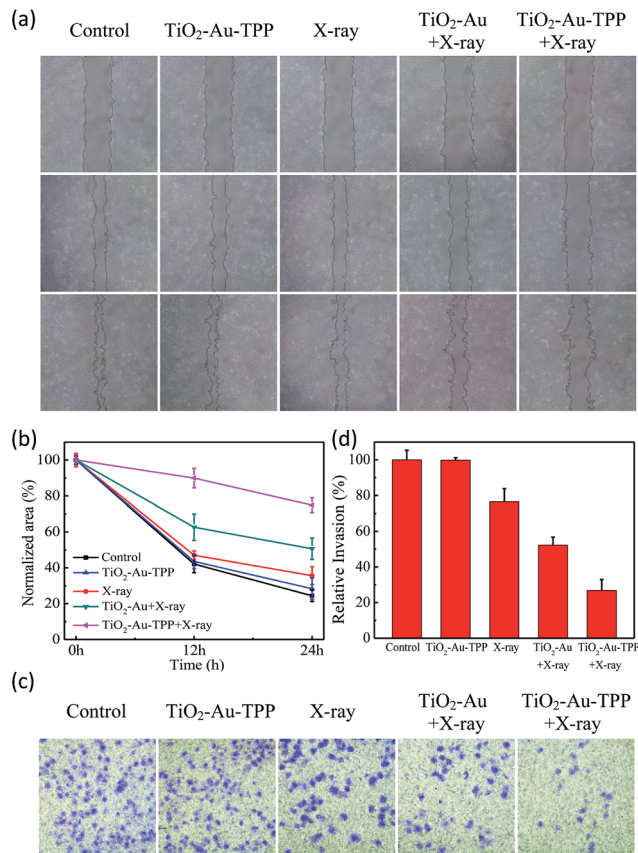 (a)
Control TiO2-Au-TPP X-ray TiO2-Au TiO2-Au-TPP
+X-ray +X-ray
(b)
Normalized area (%)
100
80
60
40
20
0
Control
TiO2-Au-TPP
X-ray
TiO2-Au+X-ray
TiO2-Au-TPP+X-ray
0h 12h 24h
Time (h)
(d)
Relative Invasion (%)
100
80
60
40
20
0
Control TiO2-Au-TPP X-ray TiO2-Au TiO2-Au-TPP
+X-ray +X-ray
(c)
Control TiO2-Au-TPP X-ray TiO2-Au TiO2-Au-TPP
+X-ray +X-ray